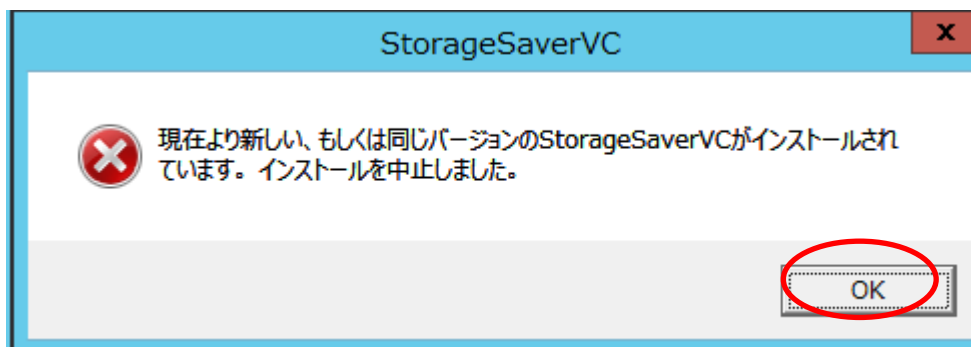 StorageSaverVC
x
現在より新しい、もしくは同じバージョンのStorageSaverVCがインストールされ
ています。インストールを中止しました。
OK